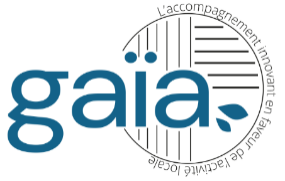 gaïa
L'accompagnement innovant en faveur de l'activité locale